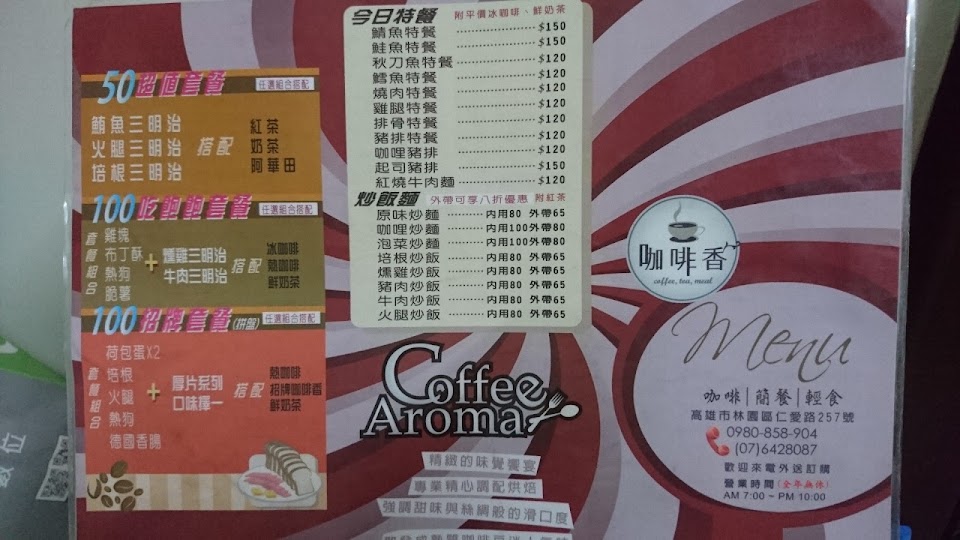 50超值套餐 任選組合搭配
鮪魚三明治
火腿三明治
培根三明治
搭配
紅茶
奶茶
阿華田
100吃飽飽套餐 任選組合搭配
套餐組合
雞塊
布丁酥
熱狗
脆薯
+
燻雞三明治
牛肉三明治
搭配
冰咖啡
熱咖啡
鮮奶茶
100招牌套餐(拼盤) 任選組合搭配
套餐組合
荷包蛋X2
培根
火腿
熱狗
德國香腸
+
厚片系列
口味擇一
搭配
熱咖啡
招牌咖啡香
鮮奶茶
今日特餐 附平價冰咖啡、鮮奶茶
鯖魚特餐 $150
鮭魚特餐 $150
秋刀魚特餐 $120
鱈魚特餐 $120
燒肉特餐 $120
雞腿特餐 $120
排骨特餐 $120
豬排特餐 $120
咖哩豬排 $120
起司豬排 $150
紅燒牛肉麵 $120
炒飯麵 外帶可享八折優惠 附紅茶
原味炒麵 內用80 外帶65
咖哩炒麵 內用100外帶80
泡菜炒麵 內用100外帶80
培根炒飯 內用80 外帶65
燻雞炒飯 內用80 外帶65
豬肉炒飯 內用80 外帶65
牛肉炒飯 內用80 外帶65
火腿炒飯 內用80 外帶65
Coffee
Aroma
精緻的味覺饗宴
專業精心調配烘焙
強調甜味與絲綢般的滑口度
咖啡香
coffee, tea, meal
Menu
咖啡|簡餐|輕食
高雄市林園區仁愛路257號
0980-858-904
(07)6428087
歡迎來電外送訂購
營業時間(全年無休)
AM 7:00 ~ PM 10:00
數位